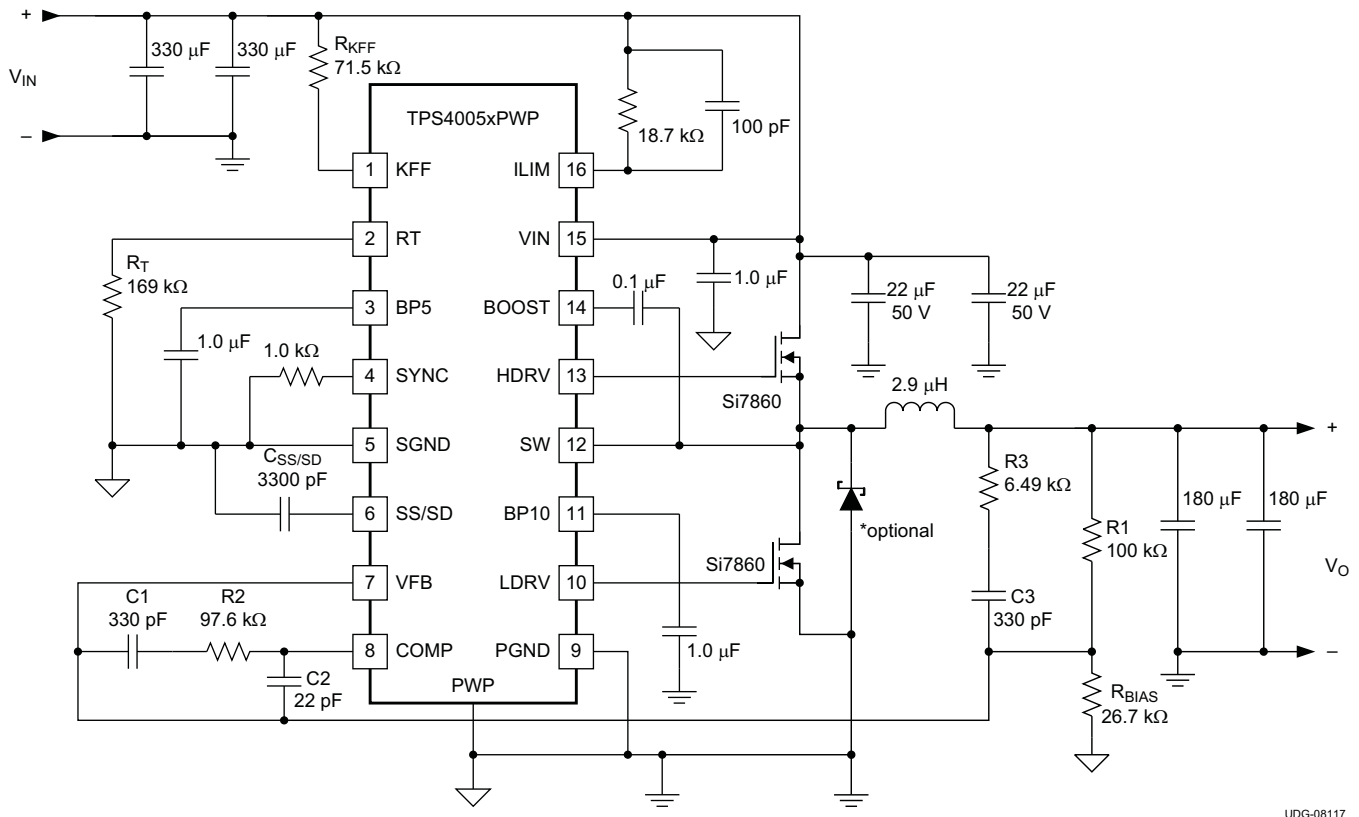 +
330 µF
330 µF
R_KFF
71.5 kΩ
V_IN
–
TPS4005xPWP
18.7 kΩ
100 pF
1
KFF
ILIM
16
2
RT
VIN
15
R_T
169 kΩ
1.0 µF
22 µF
50 V
22 µF
50 V
0.1 µF
3
BP5
BOOST
14
1.0 µF
1.0 kΩ
4
SYNC
HDRV
13
Si7860
2.9 µH
5
SGND
SW
12
+
C_SS/SD
3300 pF
R3
6.49 kΩ
180 µF
180 µF
6
SS/SD
BP10
11
*optional
R1
100 kΩ
V_O
Si7860
7
VFB
LDRV
10
C1
330 pF
R2
97.6 kΩ
C3
330 pF
8
COMP
PGND
9
1.0 µF
–
C2
22 pF
PWP
R_BIAS
26.7 kΩ
UDG-08117